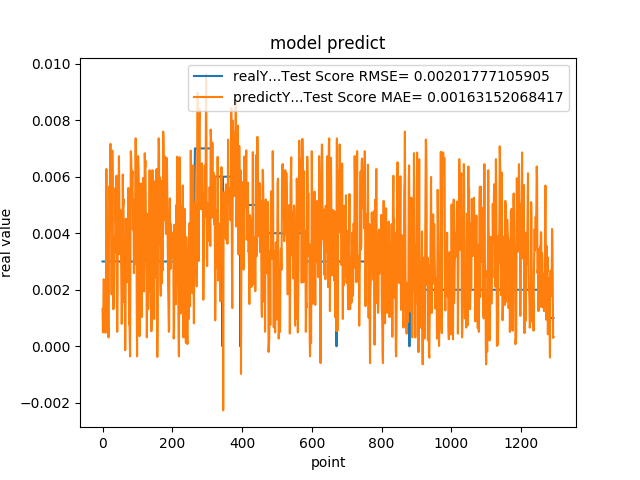 model predict
realY...Test Score RMSE= 0.00201777105905
predictY...Test Score MAE= 0.00163152068417
0.010
0.008
0.006
0.004
0.002
0.000
−0.002
real value
0 200 400 600 800 1000 1200
point